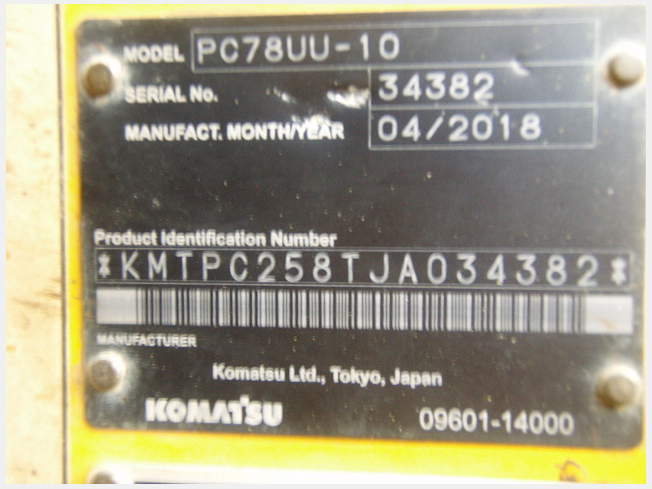 MODEL PC78UU-10
SERIAL No. 34382
MANUFACT. MONTH/YEAR 04/2018
Product Identification Number
*KMTPC258TJA034382*
MANUFACTURER
Komatsu Ltd., Tokyo, Japan
KOMATSU 09601-14000